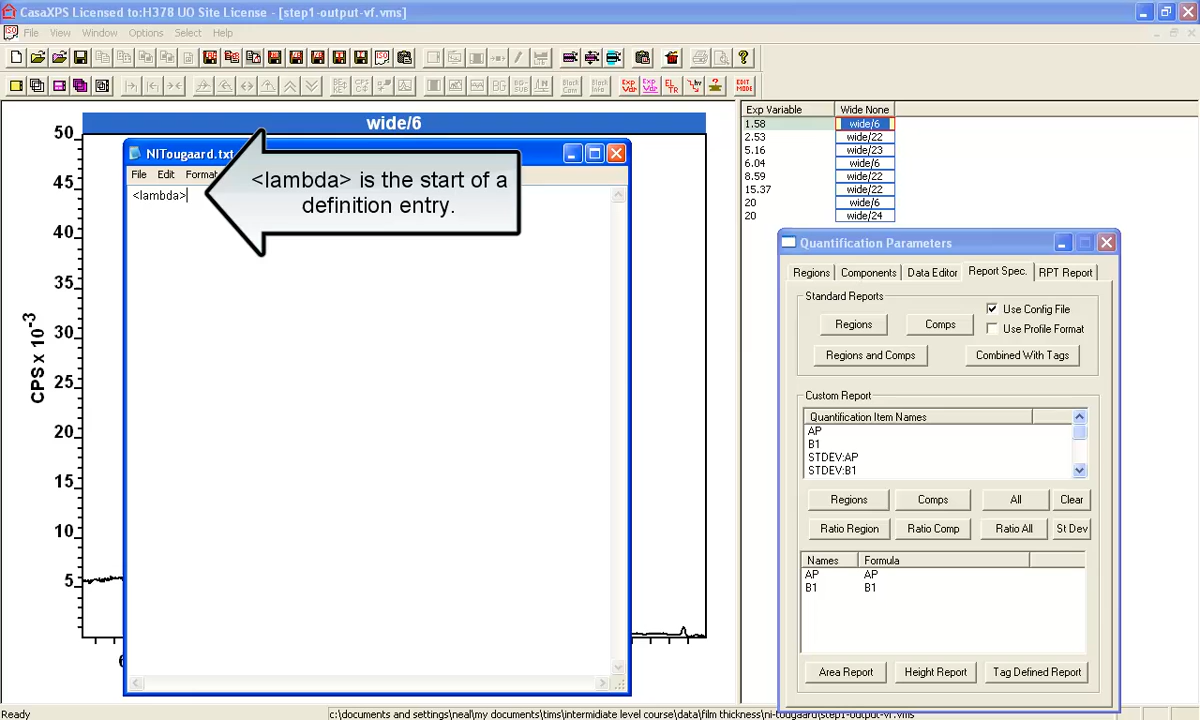 CasaXPS Licensed to:H378 UO Site License - [step1-output-vf.vms]
File View Window Options Select Help
wide/6
50
45
40
35
30
25
20
15
10
5
CPS x 10⁻³
NITougaard.txt
File Edit Format
<lambda>
<lambda> is the start of a
definition entry.
Exp Variable Wide None
1.58 wide/6
2.53 wide/22
5.16 wide/23
6.04 wide/6
8.59 wide/22
15.37 wide/22
20 wide/6
20 wide/24
Quantification Parameters
Regions Components Data Editor Report Spec. RPT Report
Standard Reports
Use Config File
Regions Comps
Use Profile Format
Regions and Comps Combined With Tags
Custom Report
Quantification Item Names
AP
B1
STDEV:AP
STDEV:B1
Regions Comps All Clear
Ratio Region Ratio Comp Ratio All St Dev
Names Formula
AP AP
B1 B1
Area Report Height Report Tag Defined Report
Ready c:\documents and settings\neal\my documents\tims\intermidiate level course\data\film thickness\ni-tougaard\step1-output-vf.vms